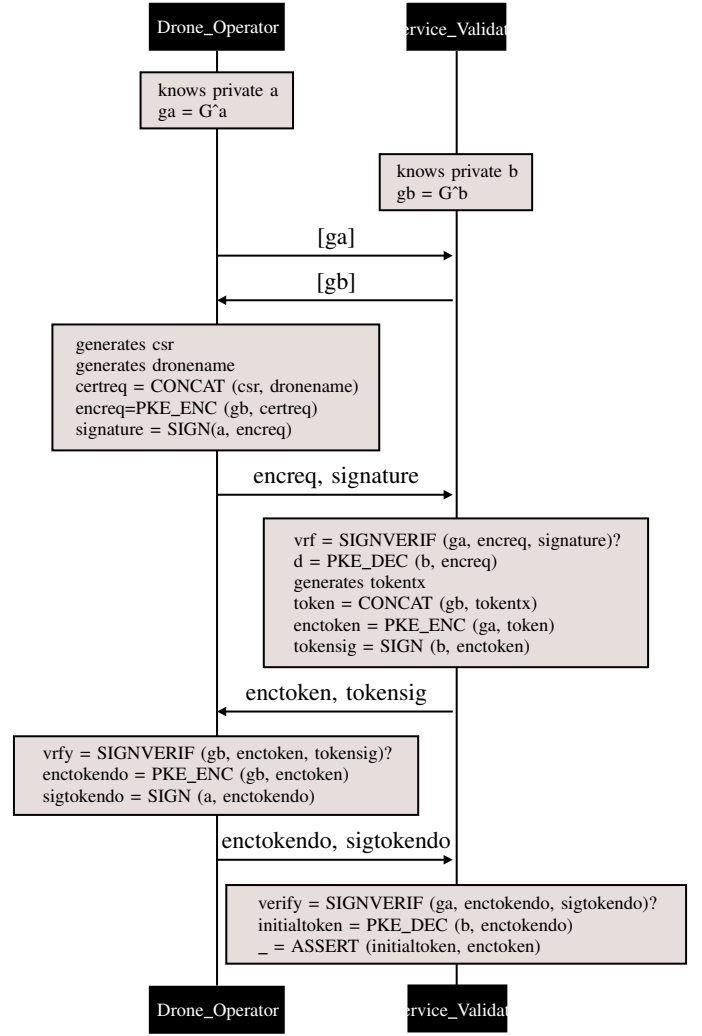 Drone_Operator
ervice_Validat
knows private a
ga = Gˆa
knows private b
gb = Gˆb
[ga]
[gb]
generates csr
generates dronename
certreq = CONCAT (csr, dronename)
encreq=PKE_ENC (gb, certreq)
signature = SIGN(a, encreq)
encreq, signature
vrf = SIGNVERIF (ga, encreq, signature)?
d = PKE_DEC (b, encreq)
generates tokentx
token = CONCAT (gb, tokentx)
enctoken = PKE_ENC (ga, token)
tokensig = SIGN (b, enctoken)
enctoken, tokensig
vrfy = SIGNVERIF (gb, enctoken, tokensig)?
enctokendo = PKE_ENC (gb, enctoken)
sigtokendo = SIGN (a, enctokendo)
enctokendo, sigtokendo
verify = SIGNVERIF (ga, enctokendo, sigtokendo)?
initialtoken = PKE_DEC (b, enctokendo)
_ = ASSERT (initialtoken, enctoken)
Drone_Operator
ervice_Validat